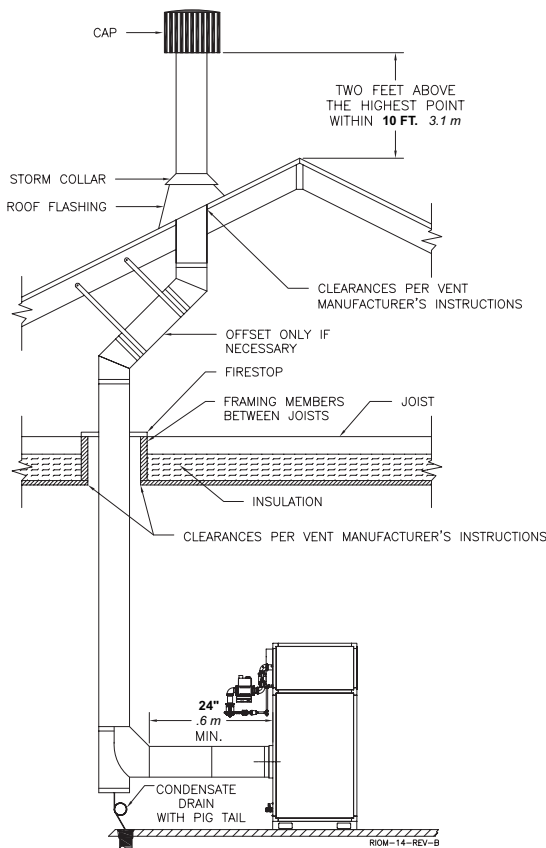 CAP
TWO FEET ABOVE
THE HIGHEST POINT
WITHIN 10 FT. 3.1 m
STORM COLLAR
ROOF FLASHING
CLEARANCES PER VENT
MANUFACTURER'S INSTRUCTIONS
OFFSET ONLY IF
NECESSARY
FIRESTOP
FRAMING MEMBERS
BETWEEN JOISTS
JOIST
INSULATION
CLEARANCES PER VENT MANUFACTURER'S INSTRUCTIONS
24"
.6 m
MIN.
CONDENSATE
DRAIN
WITH PIG TAIL
RIOM-14-REV-B